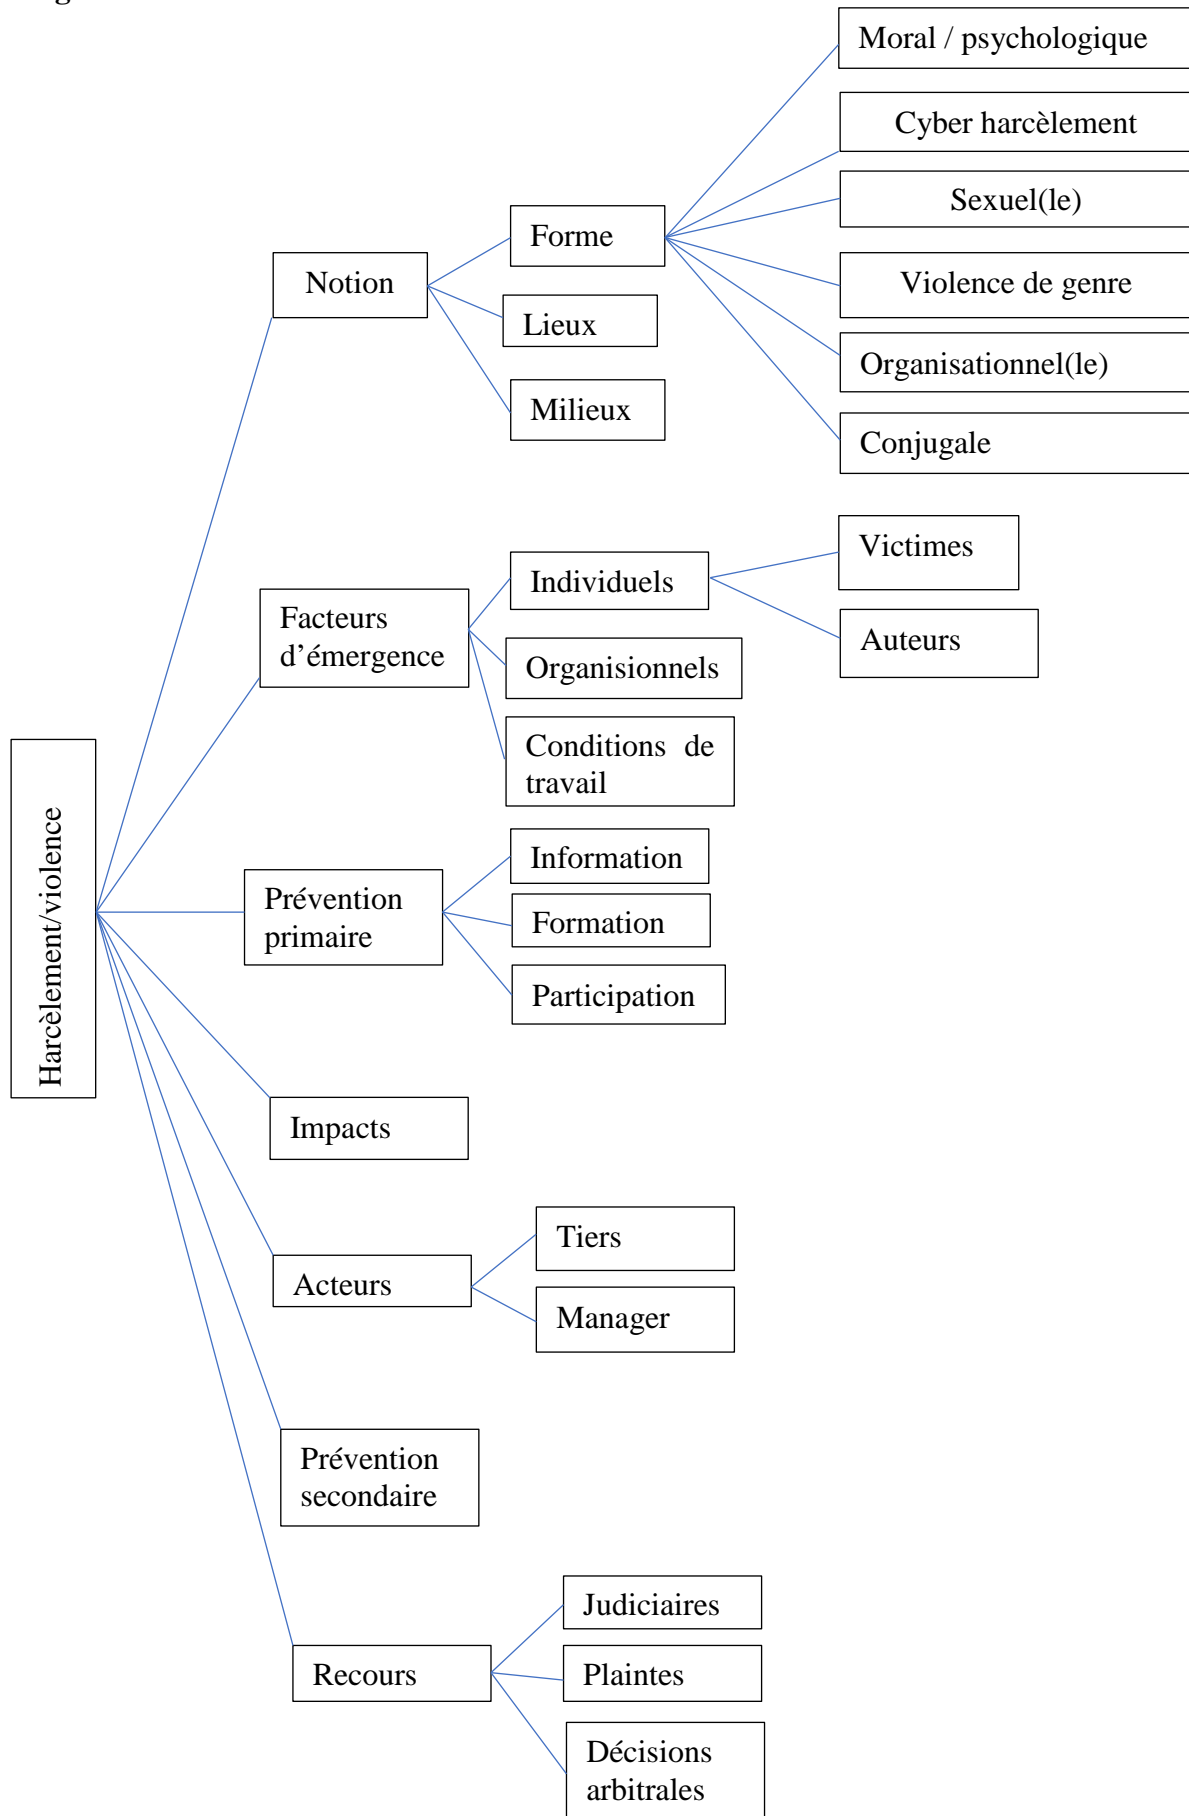 Moral / psychologique
Cyber harcèlement
Sexuel(le)
Forme
Violence de genre
Notion
Lieux
Organisationnel(le)
Milieux
Conjugale
Victimes
Individuels
Facteurs
d’émergence
Auteurs
Organisionnels
Conditions de
travail
Harcèlement/violence
Information
Prévention
primaire
Formation
Participation
Impacts
Tiers
Acteurs
Manager
Prévention
secondaire
Judiciaires
Recours
Plaintes
Décisions
arbitrales